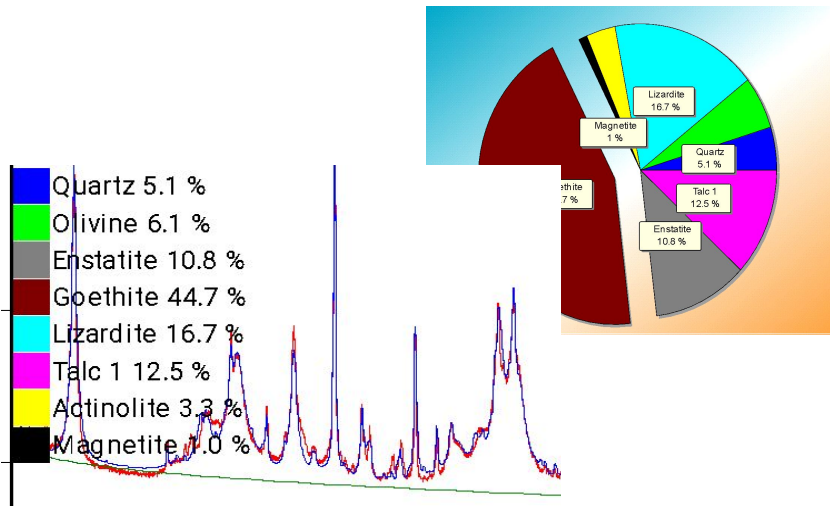 Lizardite
16.7 %
Magnetite
1 %
Quartz
5.1 %
Talc 1
12.5 %
Enstatite
10.8 %
Quartz 5.1 %
Olivine 6.1 %
Enstatite 10.8 %
Goethite 44.7 %
Lizardite 16.7 %
Talc 1 12.5 %
Actinolite 3.3 %
Magnetite 1.0 %